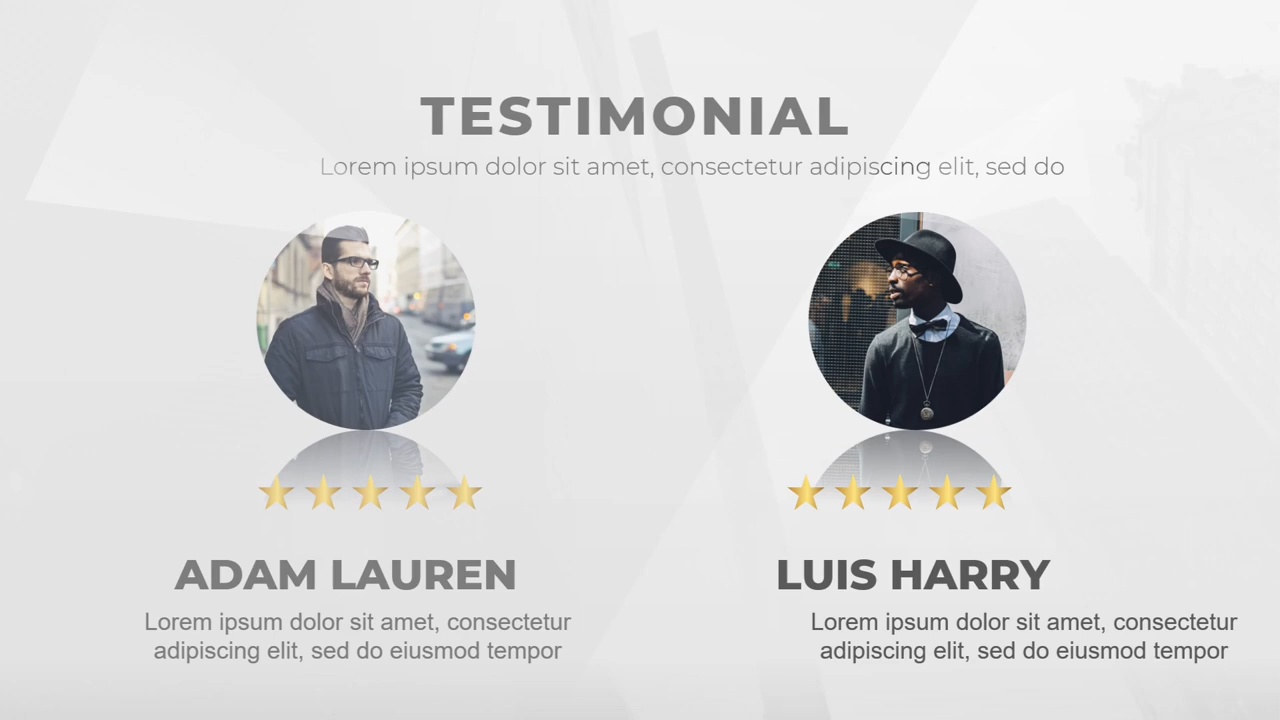 TESTIMONIAL
Lorem ipsum dolor sit amet, consectetur adipiscing elit, sed do
ADAM LAUREN
Lorem ipsum dolor sit amet, consectetur
adipiscing elit, sed do eiusmod tempor
LUIS HARRY
Lorem ipsum dolor sit amet, consectetur
adipiscing elit, sed do eiusmod tempor